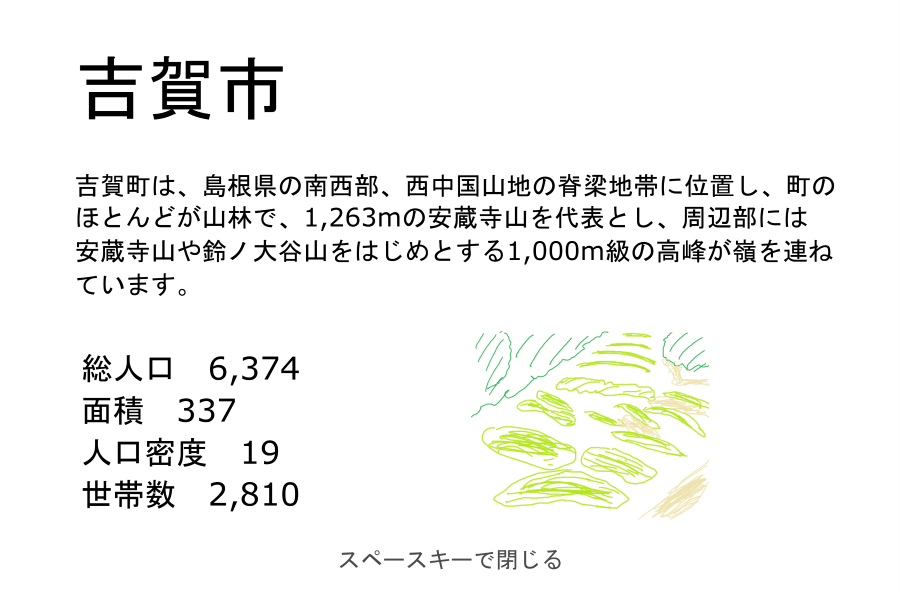 吉賀市
吉賀町は、島根県の南西部、西中国山地の脊梁地帯に位置し、町の
ほとんどが山林で、1,263mの安蔵寺山を代表とし、周辺部には
安蔵寺山や鈴ノ大谷山をはじめとする1,000m級の高峰が嶺を連ね
ています。
総人口　6,374
面積　337
人口密度　19
世帯数　2,810
スペースキーで閉じる